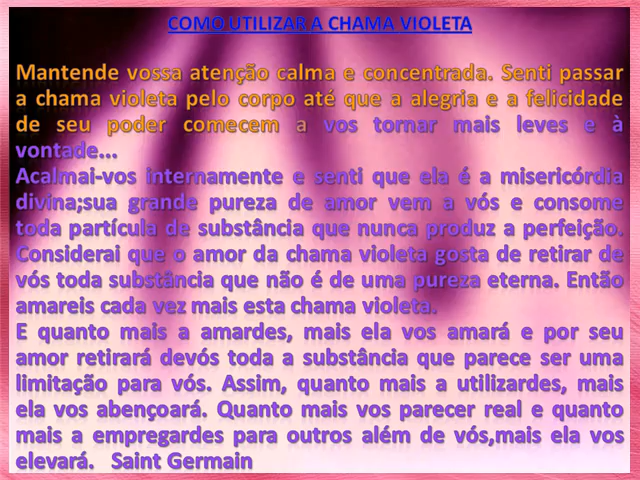 COMO UTILIZAR A CHAMA VIOLETA
Mantende vossa atenção calma e concentrada. Senti passar
a chama violeta pelo corpo até que a alegria e a felicidade
de seu poder comecem a vos tornar mais leves e à
vontade...
Acalmai-vos internamente e senti que ela é a misericórdia
divina;sua grande pureza de amor vem a vós e consome
toda partícula de substância que nunca produz a perfeição.
Considerai que o amor da chama violeta gosta de retirar de
vós toda substância que não é de uma pureza eterna. Então
amareis cada vez mais esta chama violeta.
E quanto mais a amardes, mais ela vos amará e por seu
amor retirará devós toda a substância que parece ser uma
limitação para vós. Assim, quanto mais a utilizardes, mais
ela vos abençoará. Quanto mais vos parecer real e quanto
mais a empregardes para outros além de vós,mais ela vos
elevará. Saint Germain